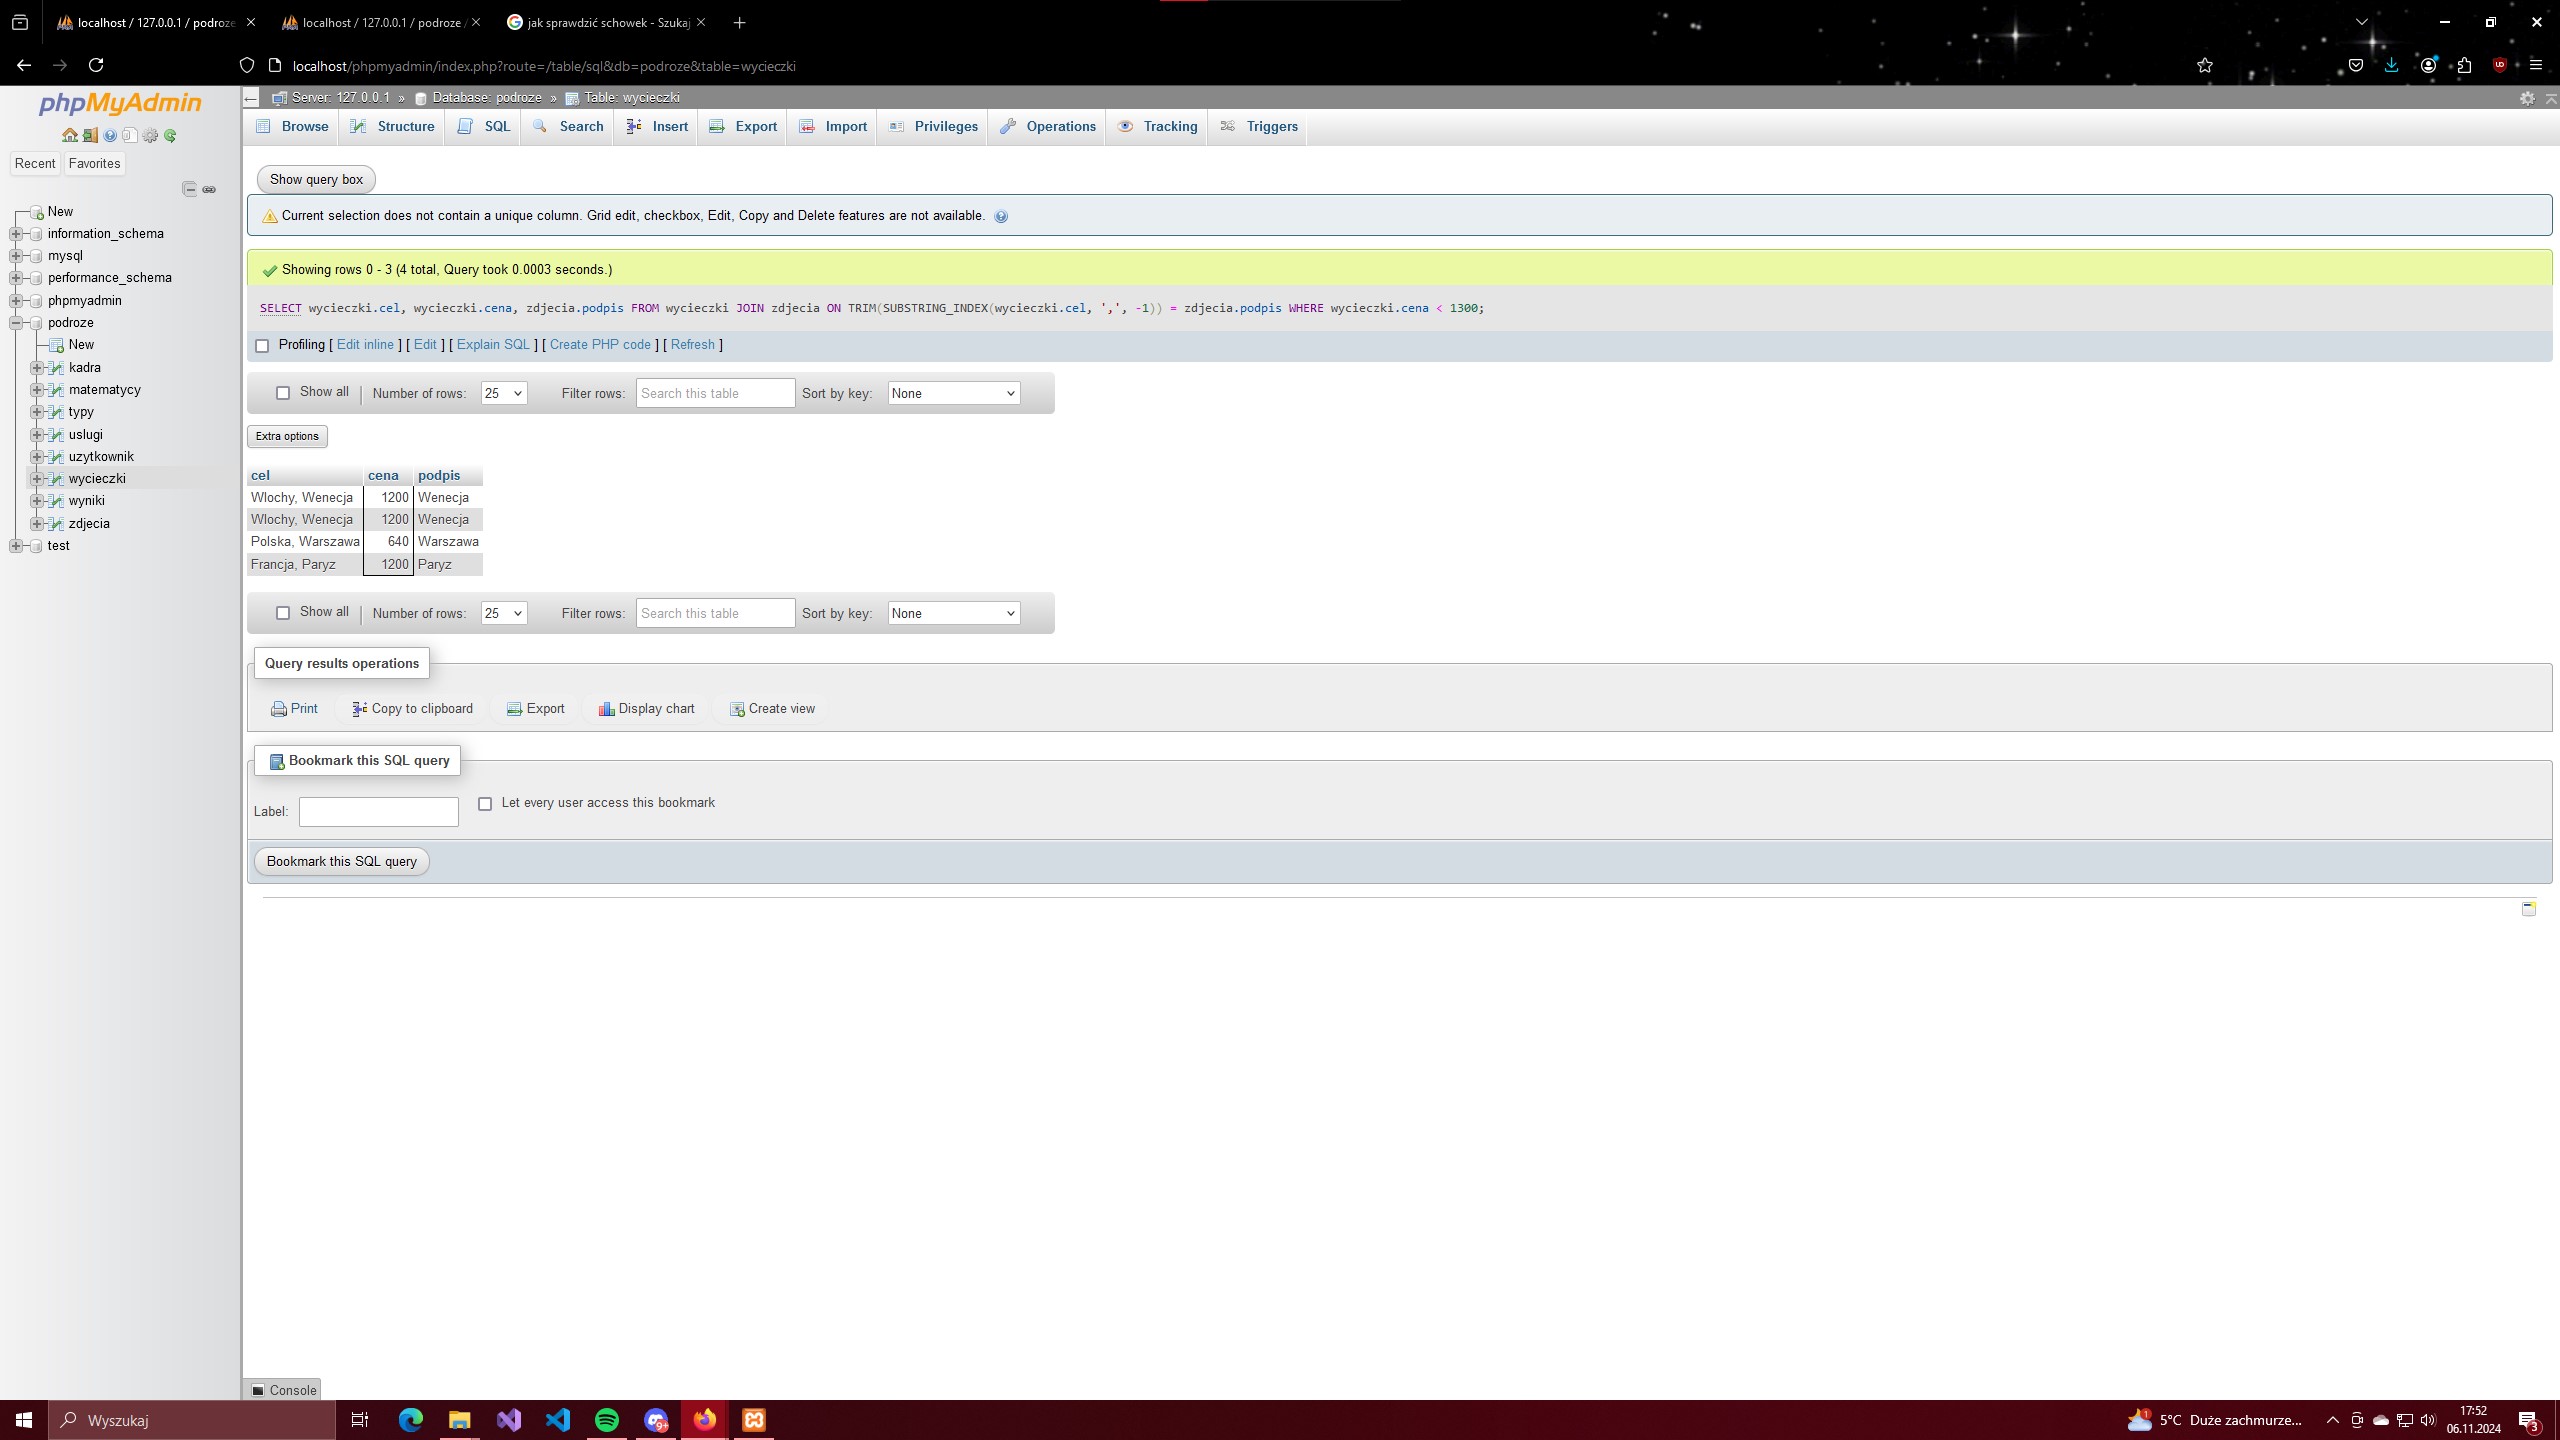 localhost / 127.0.0.1 / podroze
localhost / 127.0.0.1 / podroze /
jak sprawdzić schowek - Szukaj
localhost/phpmyadmin/index.php?route=/table/sql&db=podroze&table=wycieczki
phpMyAdmin
Recent Favorites
New
information_schema
mysql
performance_schema
phpmyadmin
podroze
New
kadra
matematycy
typy
uslugi
uzytkownik
wycieczki
wyniki
zdjecia
test
Server: 127.0.0.1 » Database: podroze » Table: wycieczki
Browse Structure SQL Search Insert Export Import Privileges Operations Tracking Triggers
Show query box
Current selection does not contain a unique column. Grid edit, checkbox, Edit, Copy and Delete features are not available.
Showing rows 0 - 3 (4 total, Query took 0.0003 seconds.)
SELECT wycieczki.cel, wycieczki.cena, zdjecia.podpis FROM wycieczki JOIN zdjecia ON TRIM(SUBSTRING_INDEX(wycieczki.cel, ',', -1)) = zdjecia.podpis WHERE wycieczki.cena < 1300;
Profiling [ Edit inline ] [ Edit ] [ Explain SQL ] [ Create PHP code ] [ Refresh ]
Show all Number of rows: 25 Filter rows: Search this table Sort by key: None
Extra options
cel cena podpis
Wlochy, Wenecja 1200 Wenecja
Wlochy, Wenecja 1200 Wenecja
Polska, Warszawa 640 Warszawa
Francja, Paryz 1200 Paryz
Show all Number of rows: 25 Filter rows: Search this table Sort by key: None
Query results operations
Print Copy to clipboard Export Display chart Create view
Bookmark this SQL query
Label: Let every user access this bookmark
Bookmark this SQL query
Console
Wyszukaj
9+
1
5°C Duże zachmurze...
17:52
06.11.2024
3